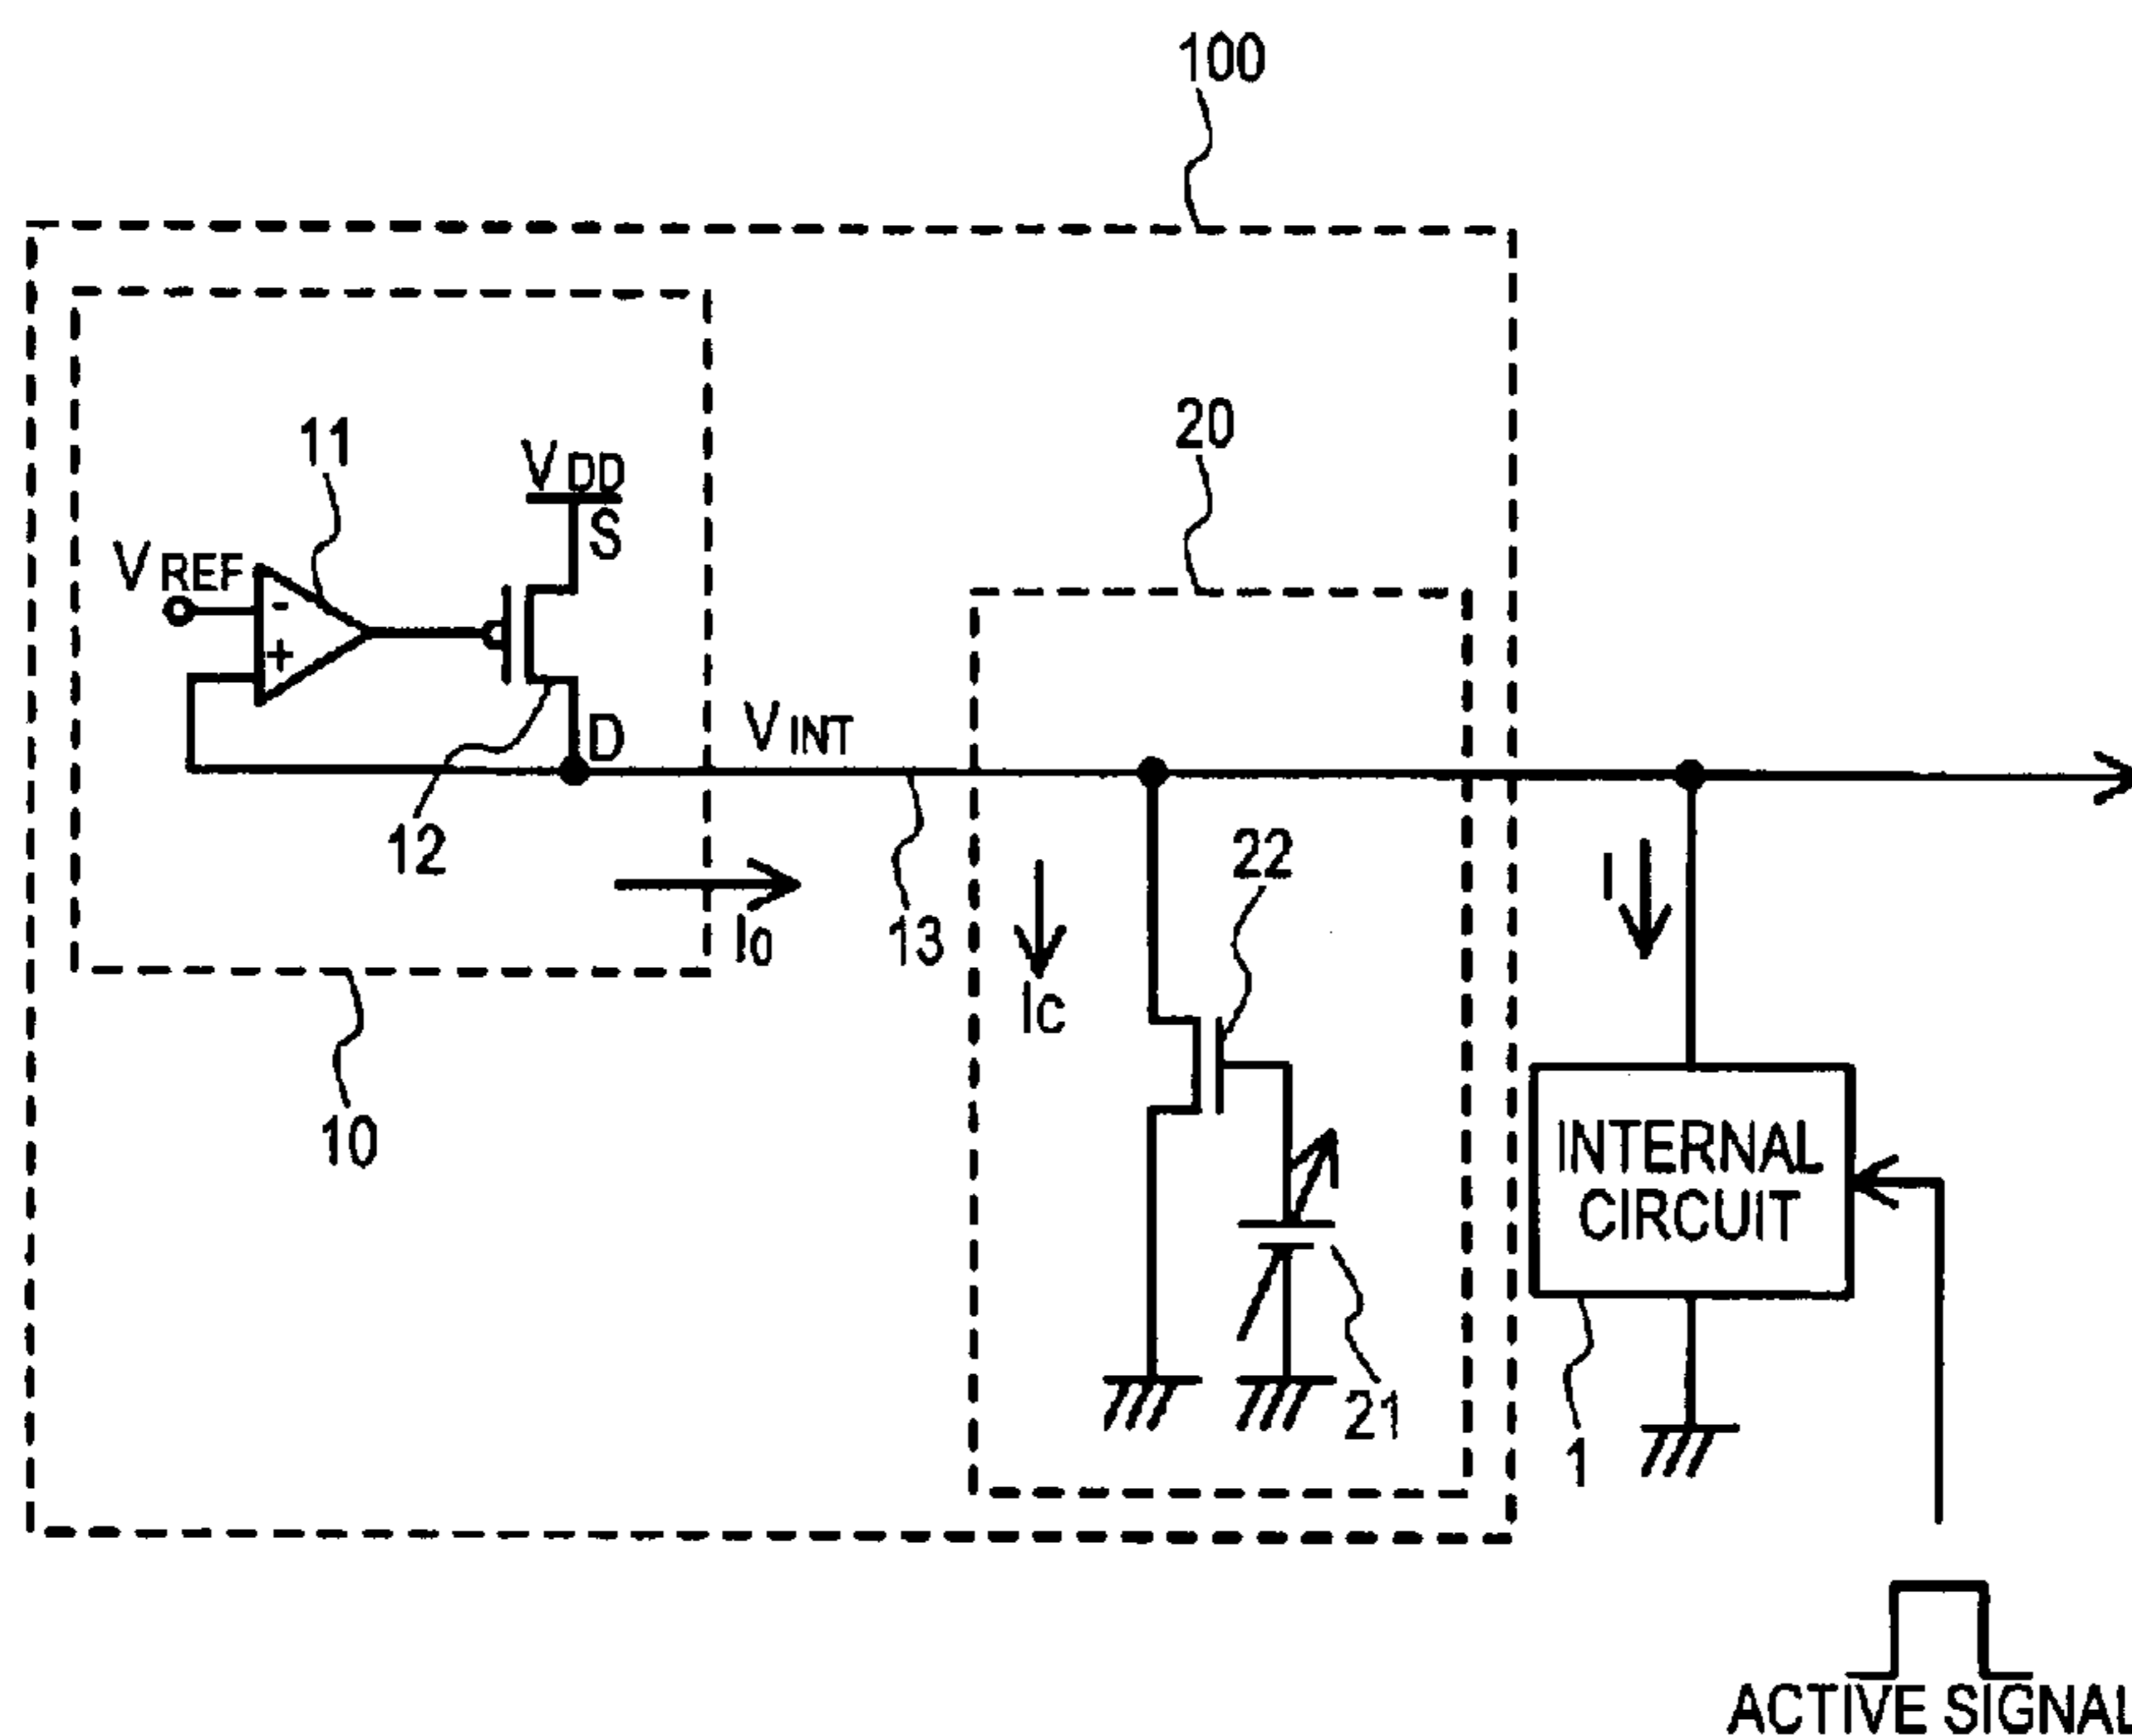 100
20
11
VDD
S
VREF
-
+
D
VINT
12
22
I
I0
13
IC
10
INTERNAL
CIRCUIT
21
1
ACTIVE SIGNAL